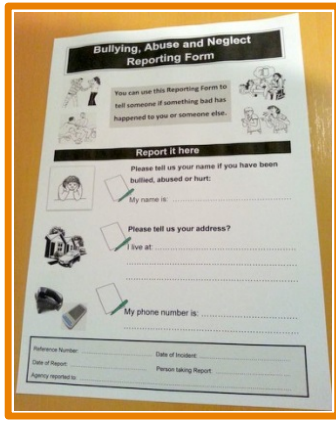 Bullying, Abuse and Neglect
Reporting Form
You can use this Reporting Form to
tell someone if something bad has
happened to you or someone else.
Report it here
Please tell us your name if you have been
bullied, abused or hurt:
My name is:
Please tell us your address?
I live at:
My phone number is:
Reference Number:
Date of Incident:
Date of Report:
Person taking Report:
Agency reported to: